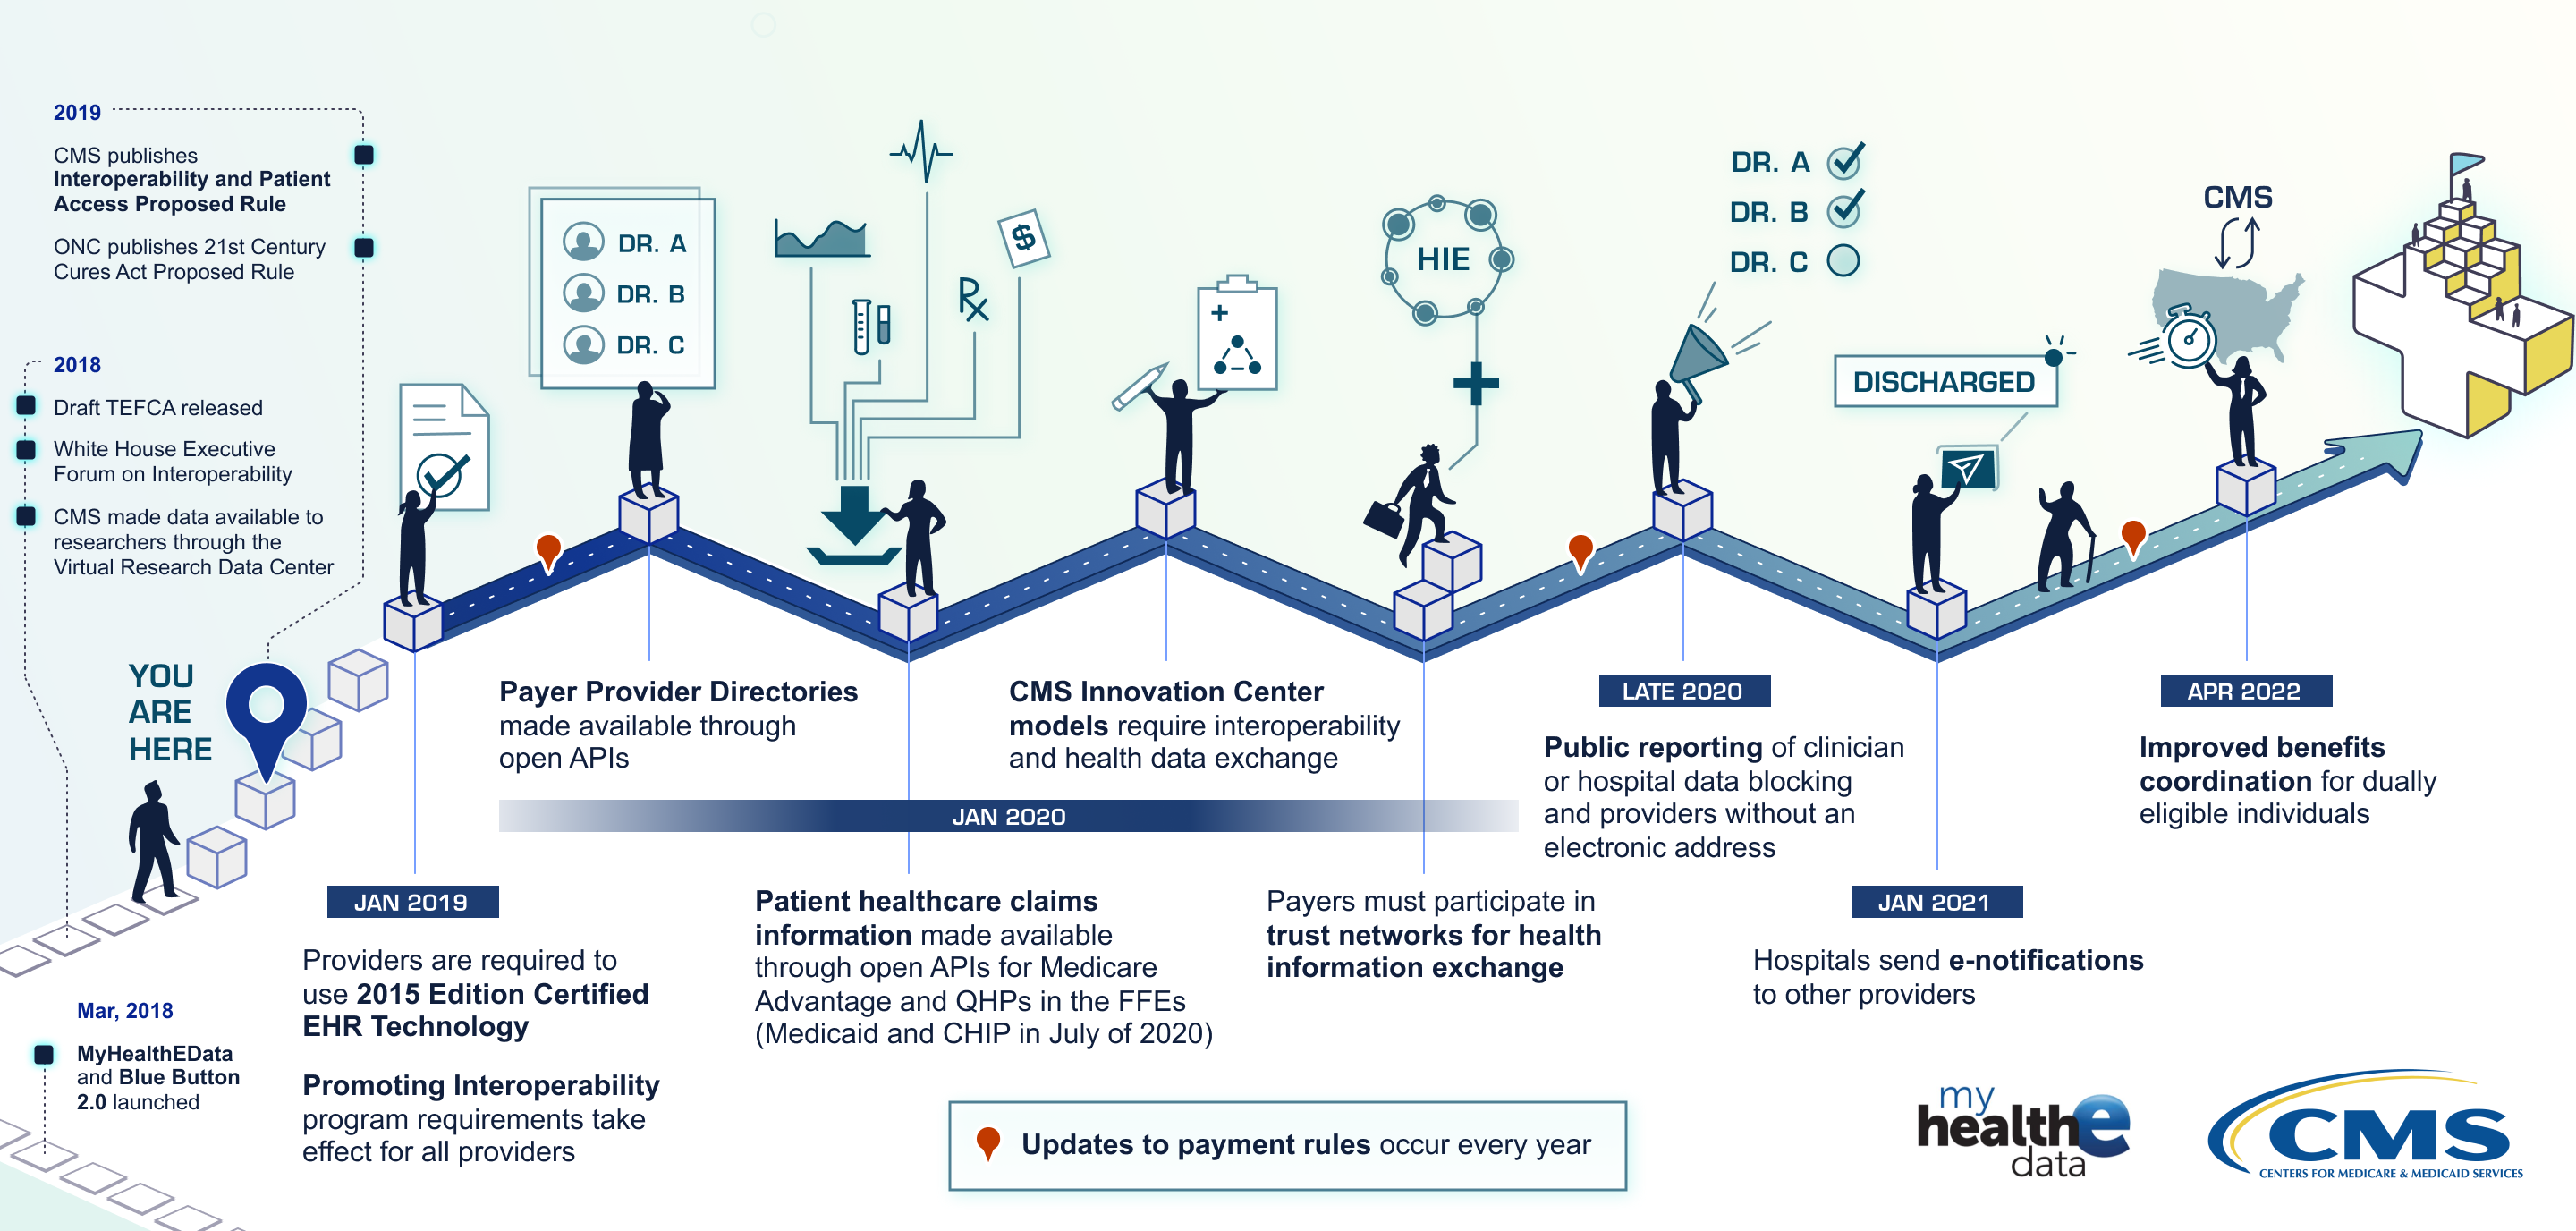 2019
CMS publishes
Interoperability and Patient
Access Proposed Rule
ONC publishes 21st Century
Cures Act Proposed Rule
2018
Draft TEFCA released
White House Executive
Forum on Interoperability
CMS made data available to
researchers through the
Virtual Research Data Center
YOU
ARE
HERE
Mar, 2018
MyHealthEData
and Blue Button
2.0 launched
JAN 2019
Providers are required to
use 2015 Edition Certified
EHR Technology
Promoting Interoperability
program requirements take
effect for all providers
DR. A
DR. B
DR. C
Payer Provider Directories
made available through
open APIs
$
Rx
JAN 2020
Patient healthcare claims
information made available
through open APIs for Medicare
Advantage and QHPs in the FFEs
(Medicaid and CHIP in July of 2020)
CMS Innovation Center
models require interoperability
and health data exchange
HIE
Payers must participate in
trust networks for health
information exchange
DR. A
DR. B
DR. C
LATE 2020
Public reporting of clinician
or hospital data blocking
and providers without an
electronic address
DISCHARGED
JAN 2021
Hospitals send e-notifications
to other providers
CMS
APR 2022
Improved benefits
coordination for dually
eligible individuals
Updates to payment rules occur every year
my
healthe
data
CMS
CENTERS FOR MEDICARE & MEDICAID SERVICES